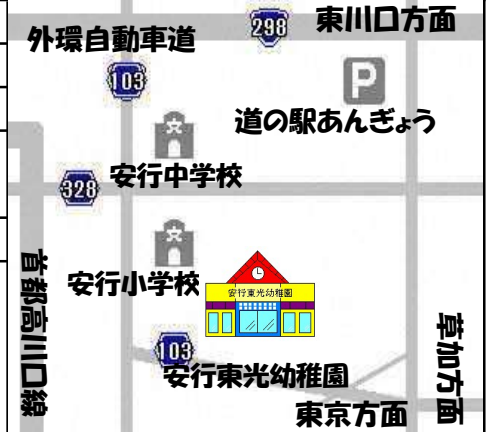 298
東川口方面
外環自動車道
103
P
道の駅あんぎょう
文
安行中学校
328
文
安行小学校
安行東光幼稚園
首都高川口線
103
安行東光幼稚園
草加方面
東京方面